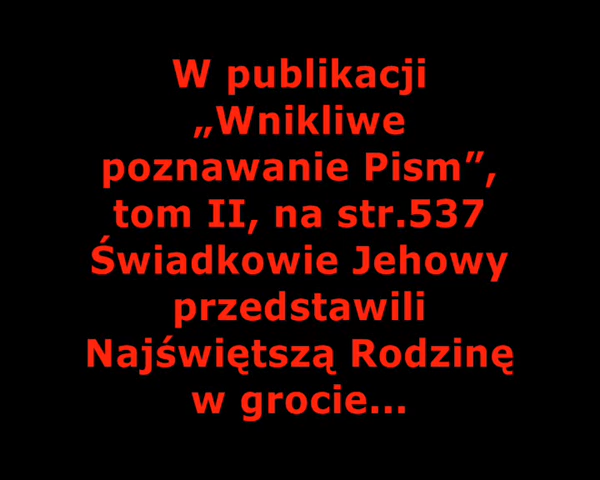 W publikacji
„Wnikliwe
poznawanie Pism”,
tom II, na str.537
Świadkowie Jehowy
przedstawili
Najświętszą Rodzinę
w grocie...